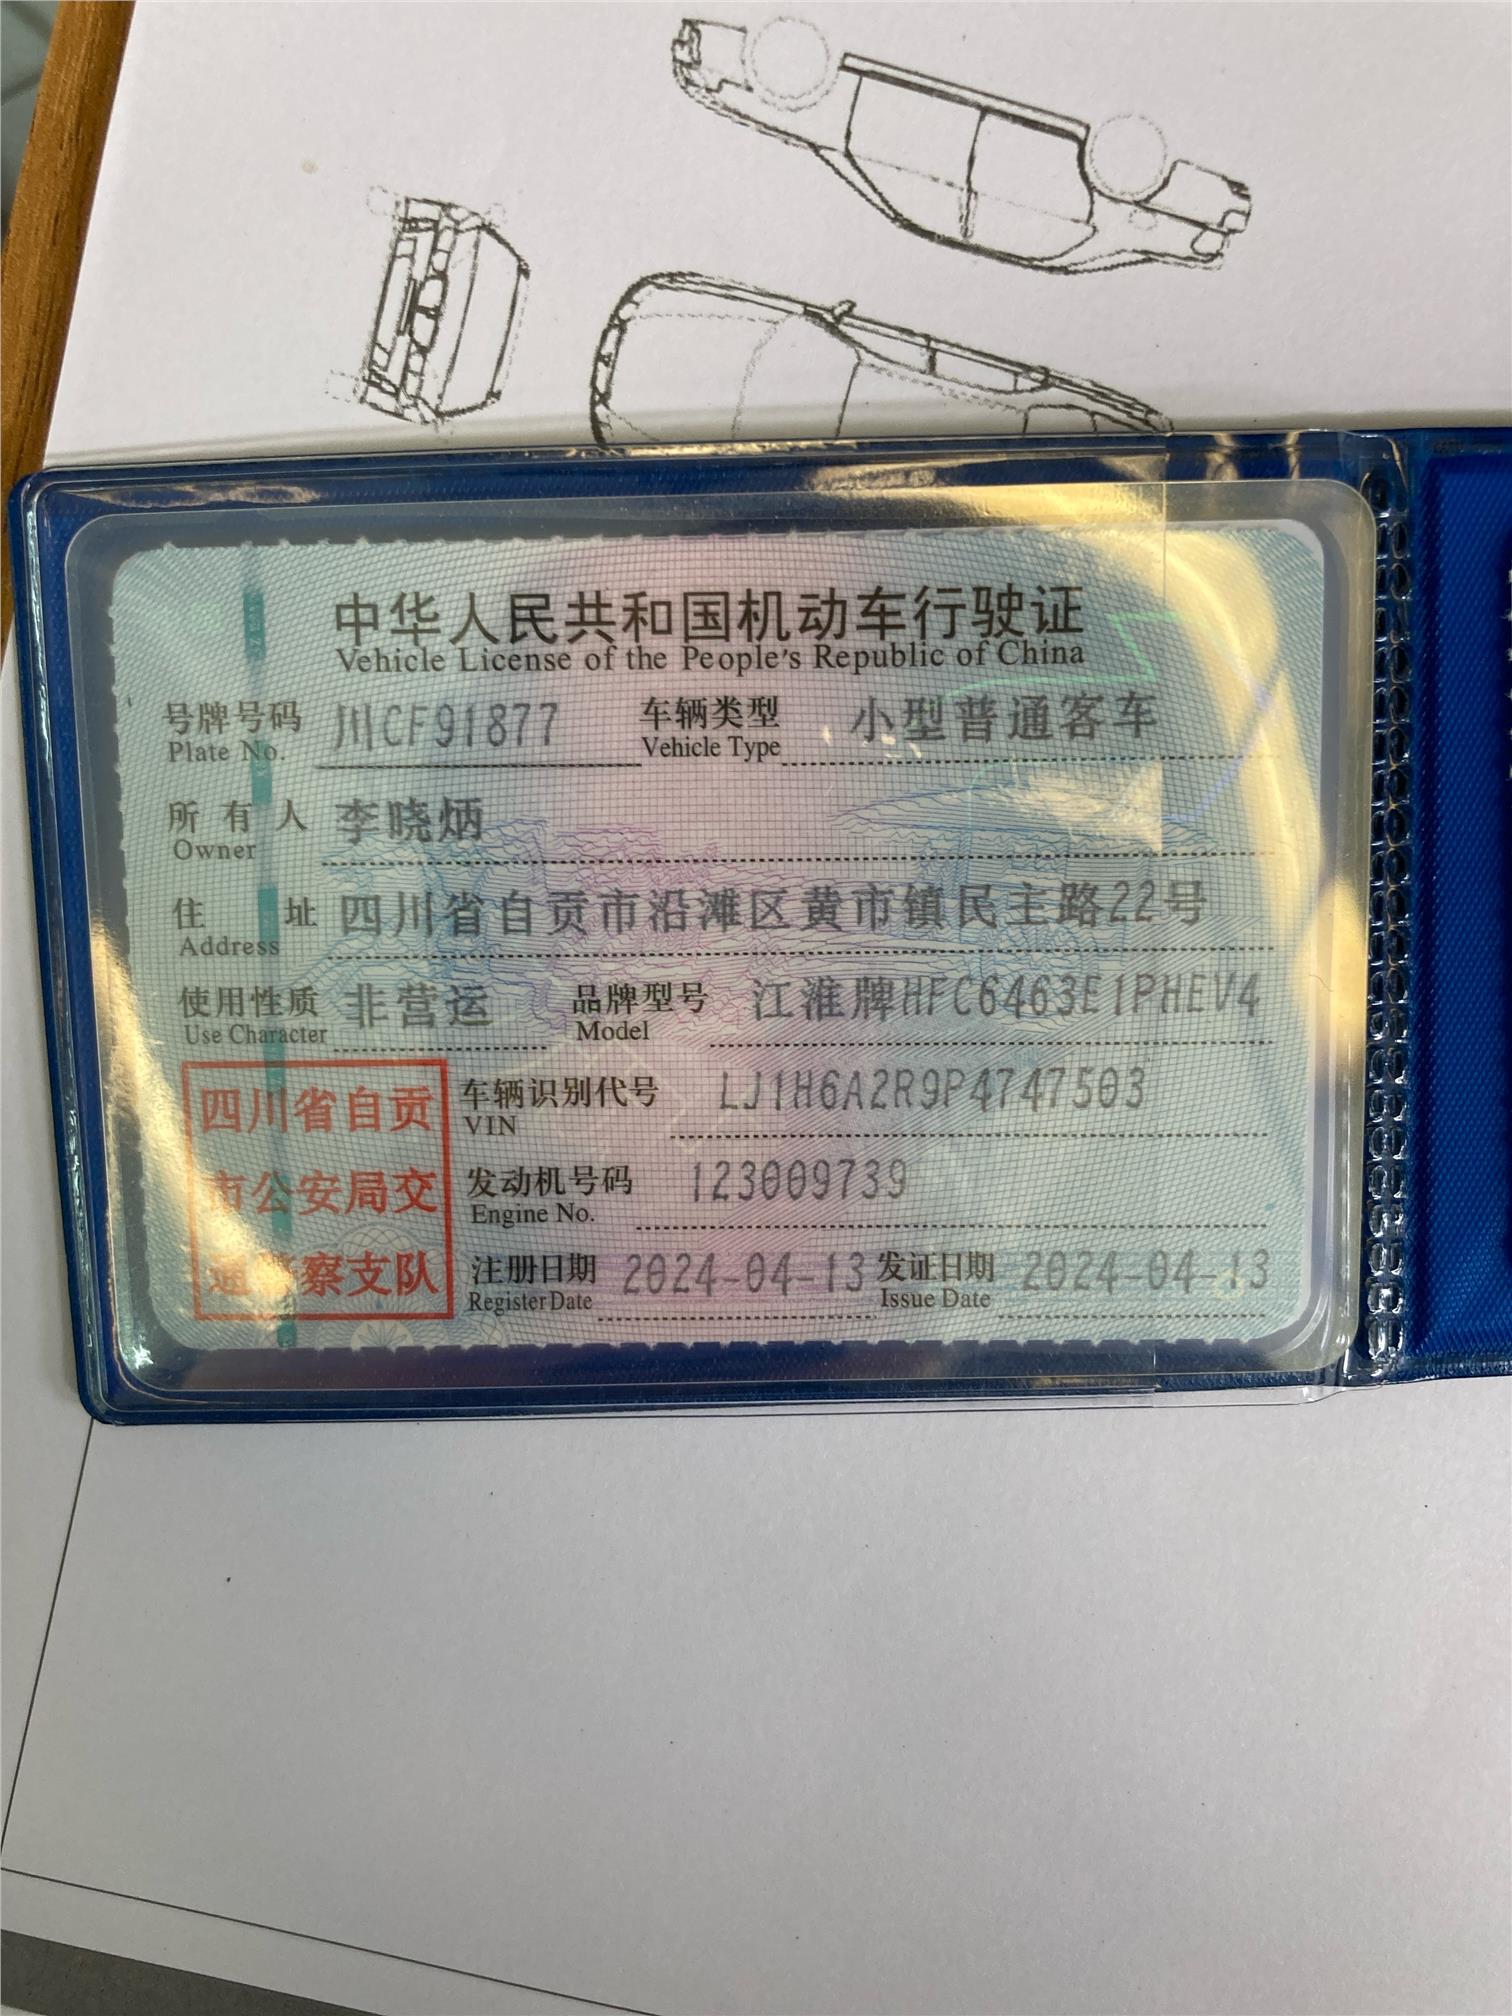 中华人民共和国机动车行驶证
Vehicle License of the People's Republic of China
号牌号码 川CF91877 车辆类型 小型普通客车
Plate No. Vehicle Type
所有人 李晓炳
Owner
住址 四川省自贡市沿滩区黄市镇民主路22号
Address
使用性质 非营运 品牌型号 江淮牌HFC6463E1PHEV4
Use Character Model
四川省自贡
市公安局交
通警察支队
车辆识别代号 LJ1H6A2R9P4747503
VIN
发动机号码 123009739
Engine No.
注册日期 2024-04-13 发证日期 2024-04-13
Register Date Issue Date